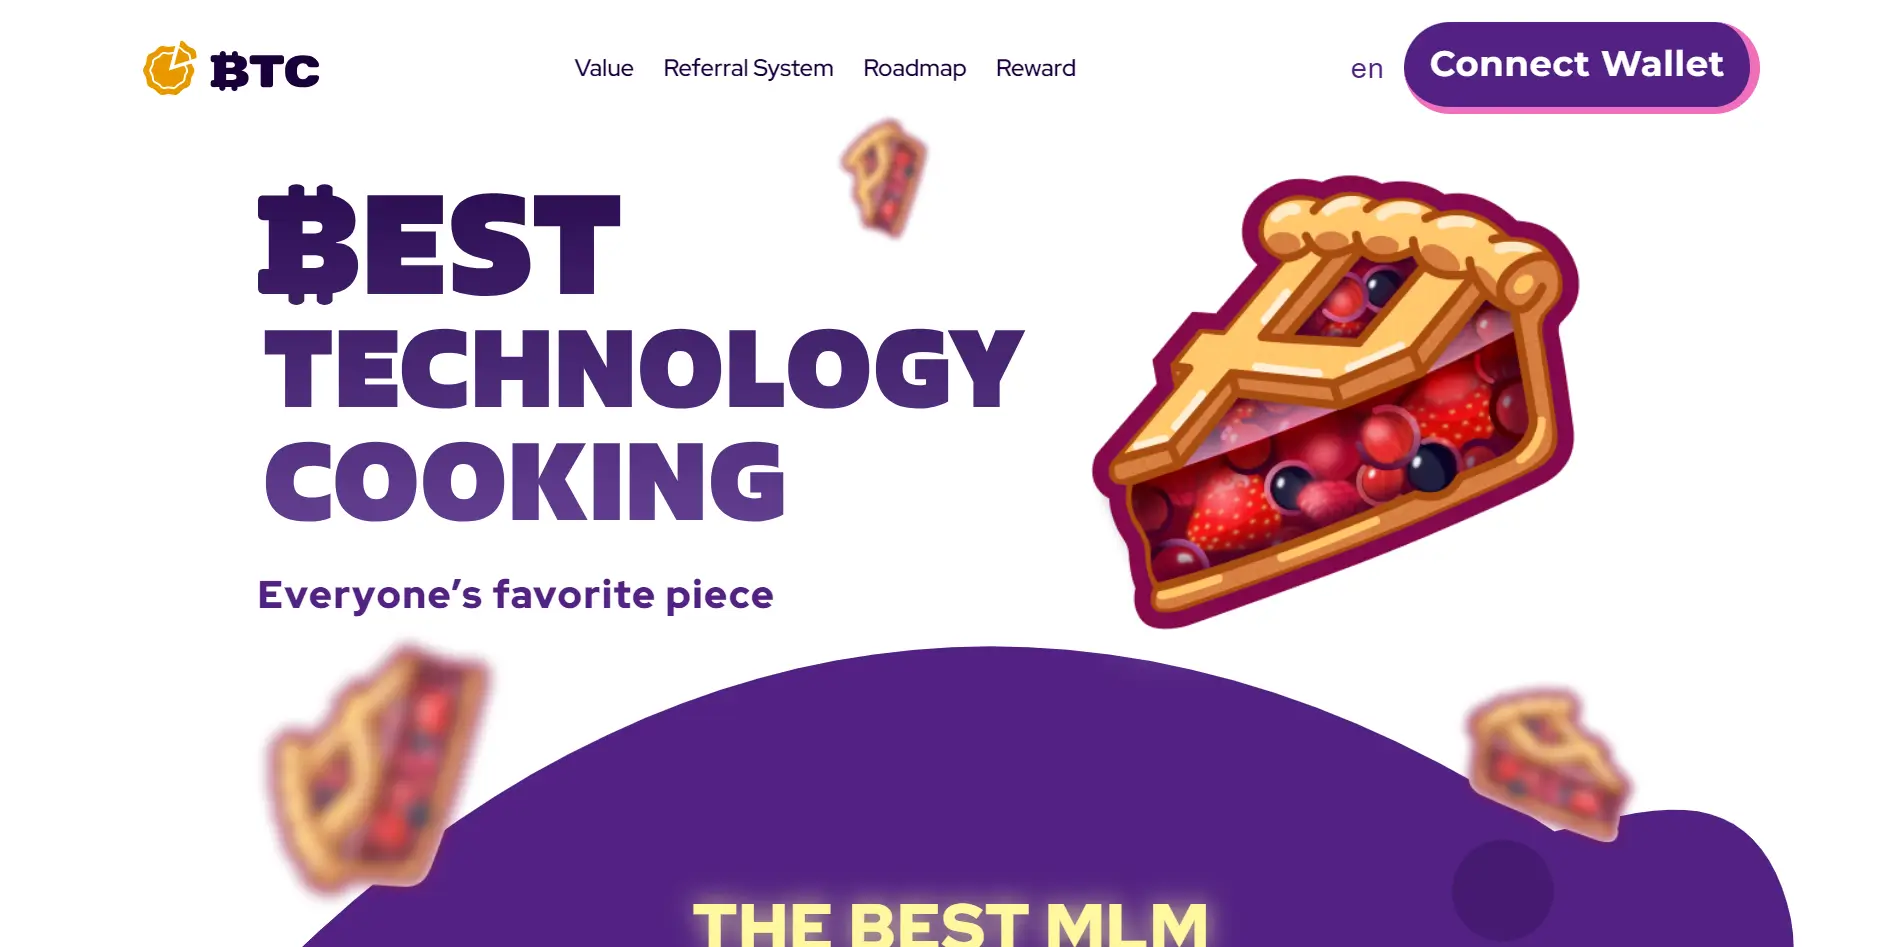 BTC
Value
Referral System
Roadmap
Reward
en
Connect Wallet
BEST
TECHNOLOGY
COOKING
Everyone’s favorite piece
THE BEST MLM